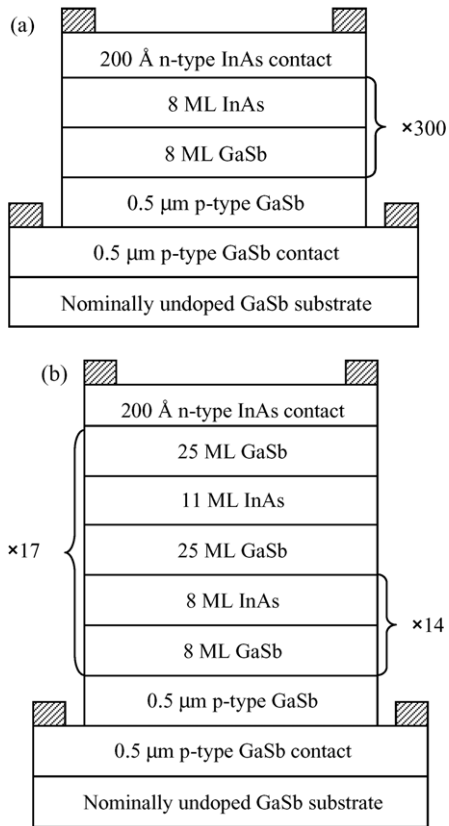 (a)
200 Å n-type InAs contact
8 ML InAs
×300
8 ML GaSb
0.5 μm p-type GaSb
0.5 μm p-type GaSb contact
Nominally undoped GaSb substrate
(b)
200 Å n-type InAs contact
25 ML GaSb
11 ML InAs
×17
25 ML GaSb
8 ML InAs
×14
8 ML GaSb
0.5 μm p-type GaSb
0.5 μm p-type GaSb contact
Nominally undoped GaSb substrate